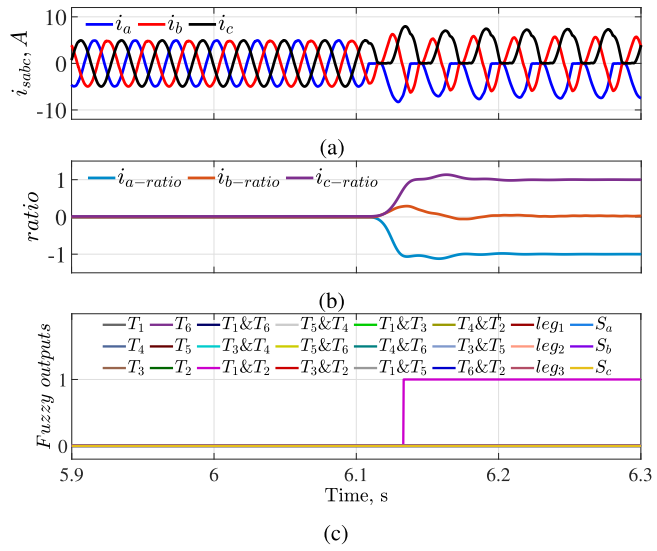 i_a i_b i_c
i_sabc, A
10
0
-10
(a)
i_a-ratio i_b-ratio i_c-ratio
ratio
1
0
-1
(b)
T_1 T_6 T_1&T_6 T_5&T_4 T_1&T_3 T_4&T_2 leg_1 S_a
T_4 T_5 T_3&T_4 T_5&T_6 T_4&T_6 T_3&T_5 leg_2 S_b
T_3 T_2 T_1&T_2 T_3&T_2 T_1&T_5 T_6&T_2 leg_3 S_c
Fuzzy outputs
1
0
5.9 6 6.1 6.2 6.3
Time, s
(c)